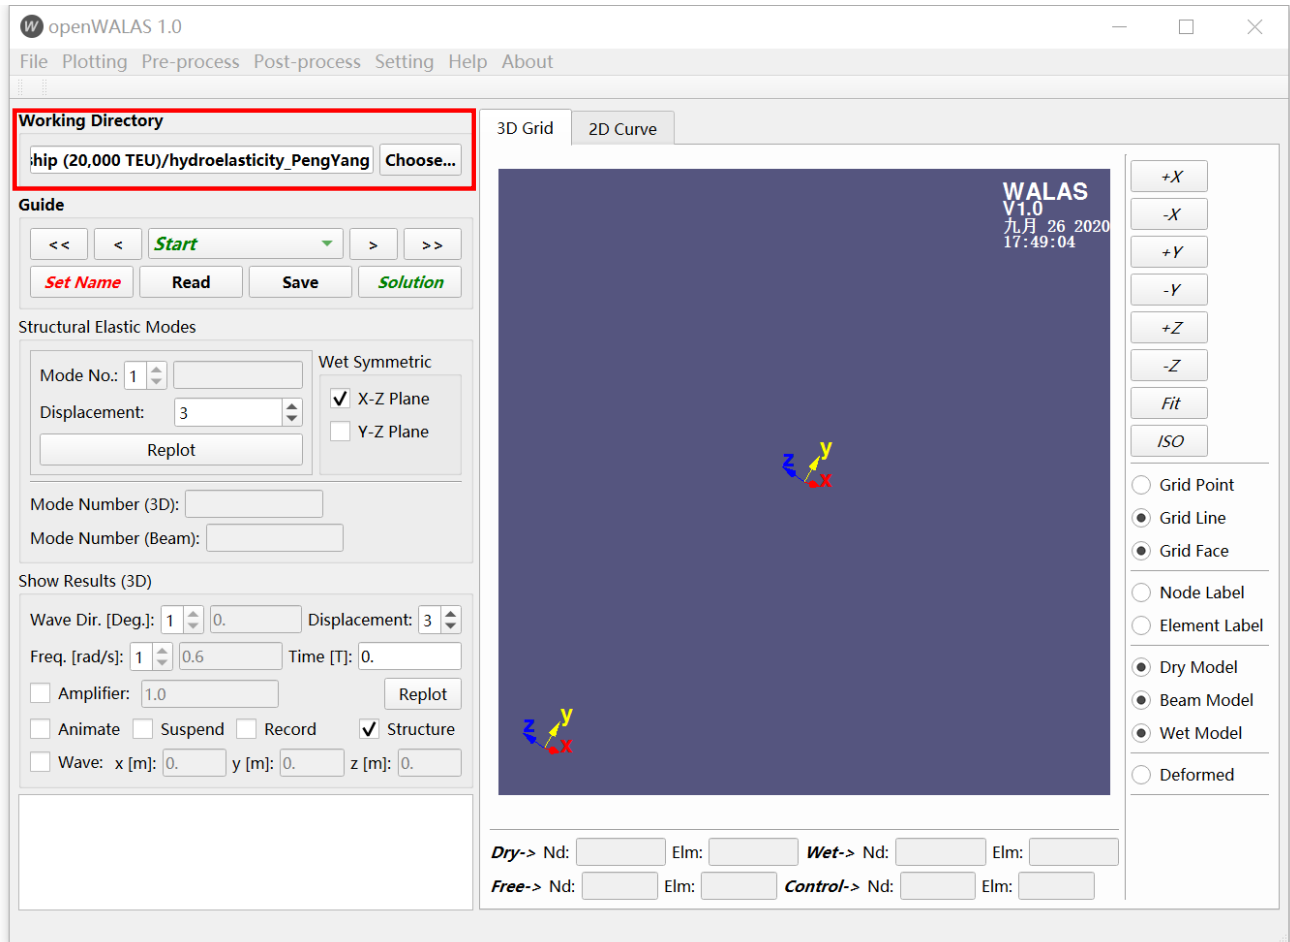 openWALAS 1.0
File Plotting Pre-process Post-process Setting Help About
Working Directory
ship (20,000 TEU)/hydroelasticity_PengYang Choose...
Guide
<< < Start > >>
Set Name Read Save Solution
Structural Elastic Modes
Mode No.: 1
Displacement: 3
Replot
Wet Symmetric
X-Z Plane
Y-Z Plane
Mode Number (3D):
Mode Number (Beam):
Show Results (3D)
Wave Dir. [Deg.]: 1 0. Displacement: 3
Freq. [rad/s]: 1 0.6 Time [T]: 0.
Amplifier: 1.0 Replot
Animate Suspend Record Structure
Wave: x [m]: 0. y [m]: 0. z [m]: 0.
3D Grid 2D Curve
WALAS
V1.0
九月 26 2020
17:49:04
z y x
z y x
+X
-X
+Y
-Y
+Z
-Z
Fit
ISO
Grid Point
Grid Line
Grid Face
Node Label
Element Label
Dry Model
Beam Model
Wet Model
Deformed
Dry-> Nd: Elm: Wet-> Nd: Elm:
Free-> Nd: Elm: Control-> Nd: Elm: